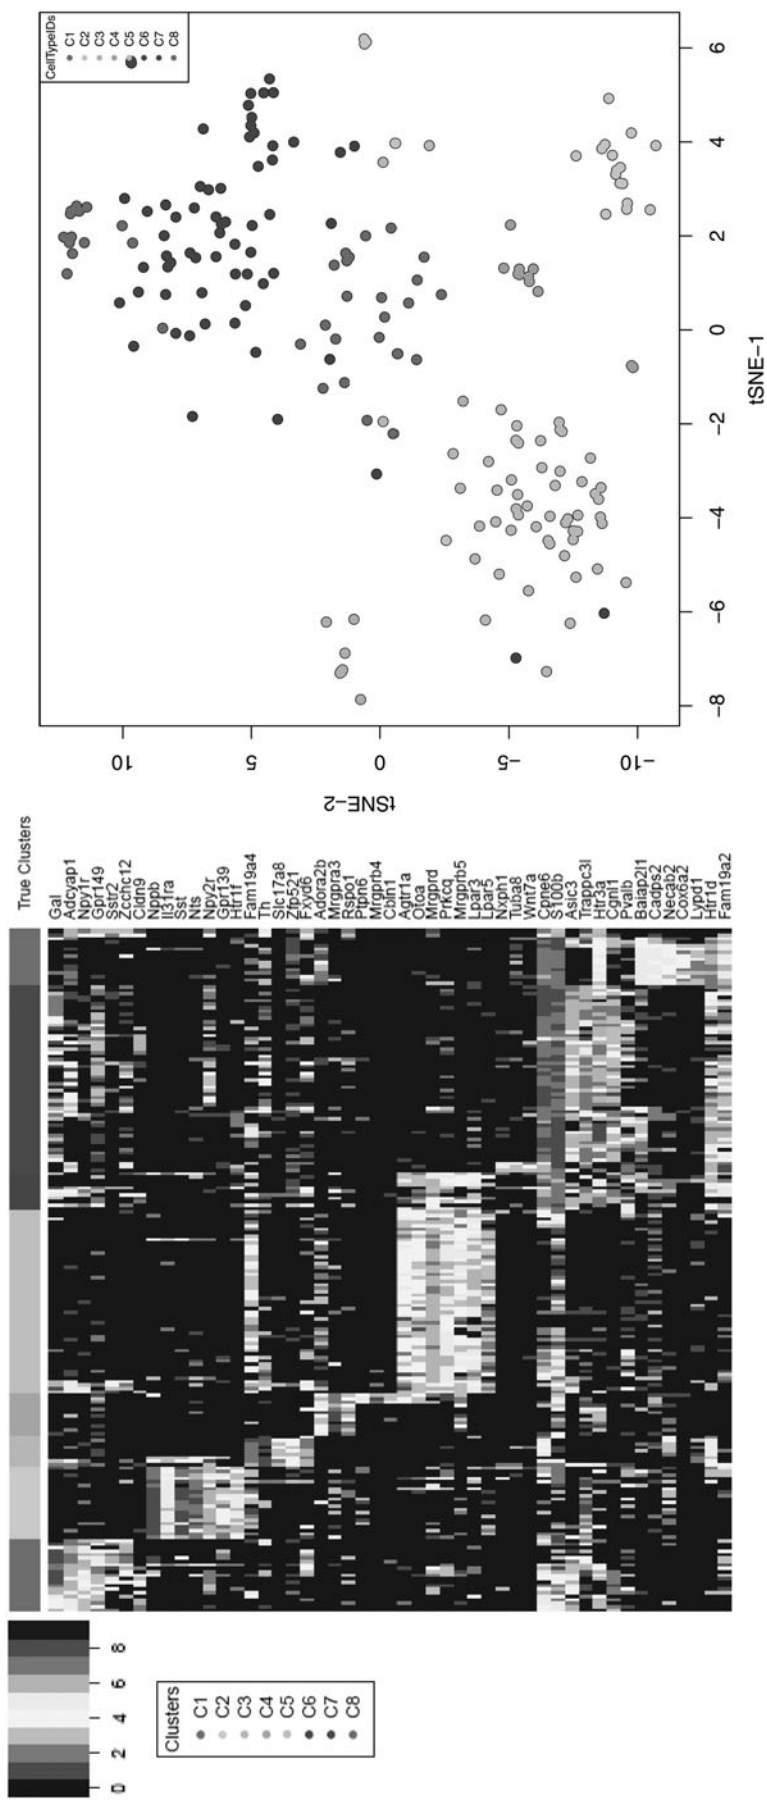 CellTypeIDs
C1
C2
C3
C4
C5
C6
C7
C8
6
4
2
0
−2
−4
−6
−8
tSNE−1
10
5
0
−5
−10
tSNE−2
True Clusters
Gal
Adcyap1
Npy1r
Gpr149
Sstr2
Zcchc12
Cldn9
Nppb
Il31ra
Sst
Nts
Npy2r
Gpr139
Htr1f
Fam19a4
Th
Slc17a8
Zfp521
Fxyd6
Adora2b
Mrgpra3
Rspo1
Ptpn6
Mrgprb4
Cbln1
Agtr1a
Otoa
Mrgprd
Prkcq
Mrgprb5
Lpar3
Lpar5
Nxph1
Tuba8
Wnt7a
Cpne6
S100b
Asic3
Trappc3l
Htr3a
Ccnjl1
Pvalb
Baiap2l1
Cadps2
Necab2
Cox6a2
Lypd1
Htr1d
Fam19a2
0
2
4
6
8
Clusters
C1
C2
C3
C4
C5
C6
C7
C8